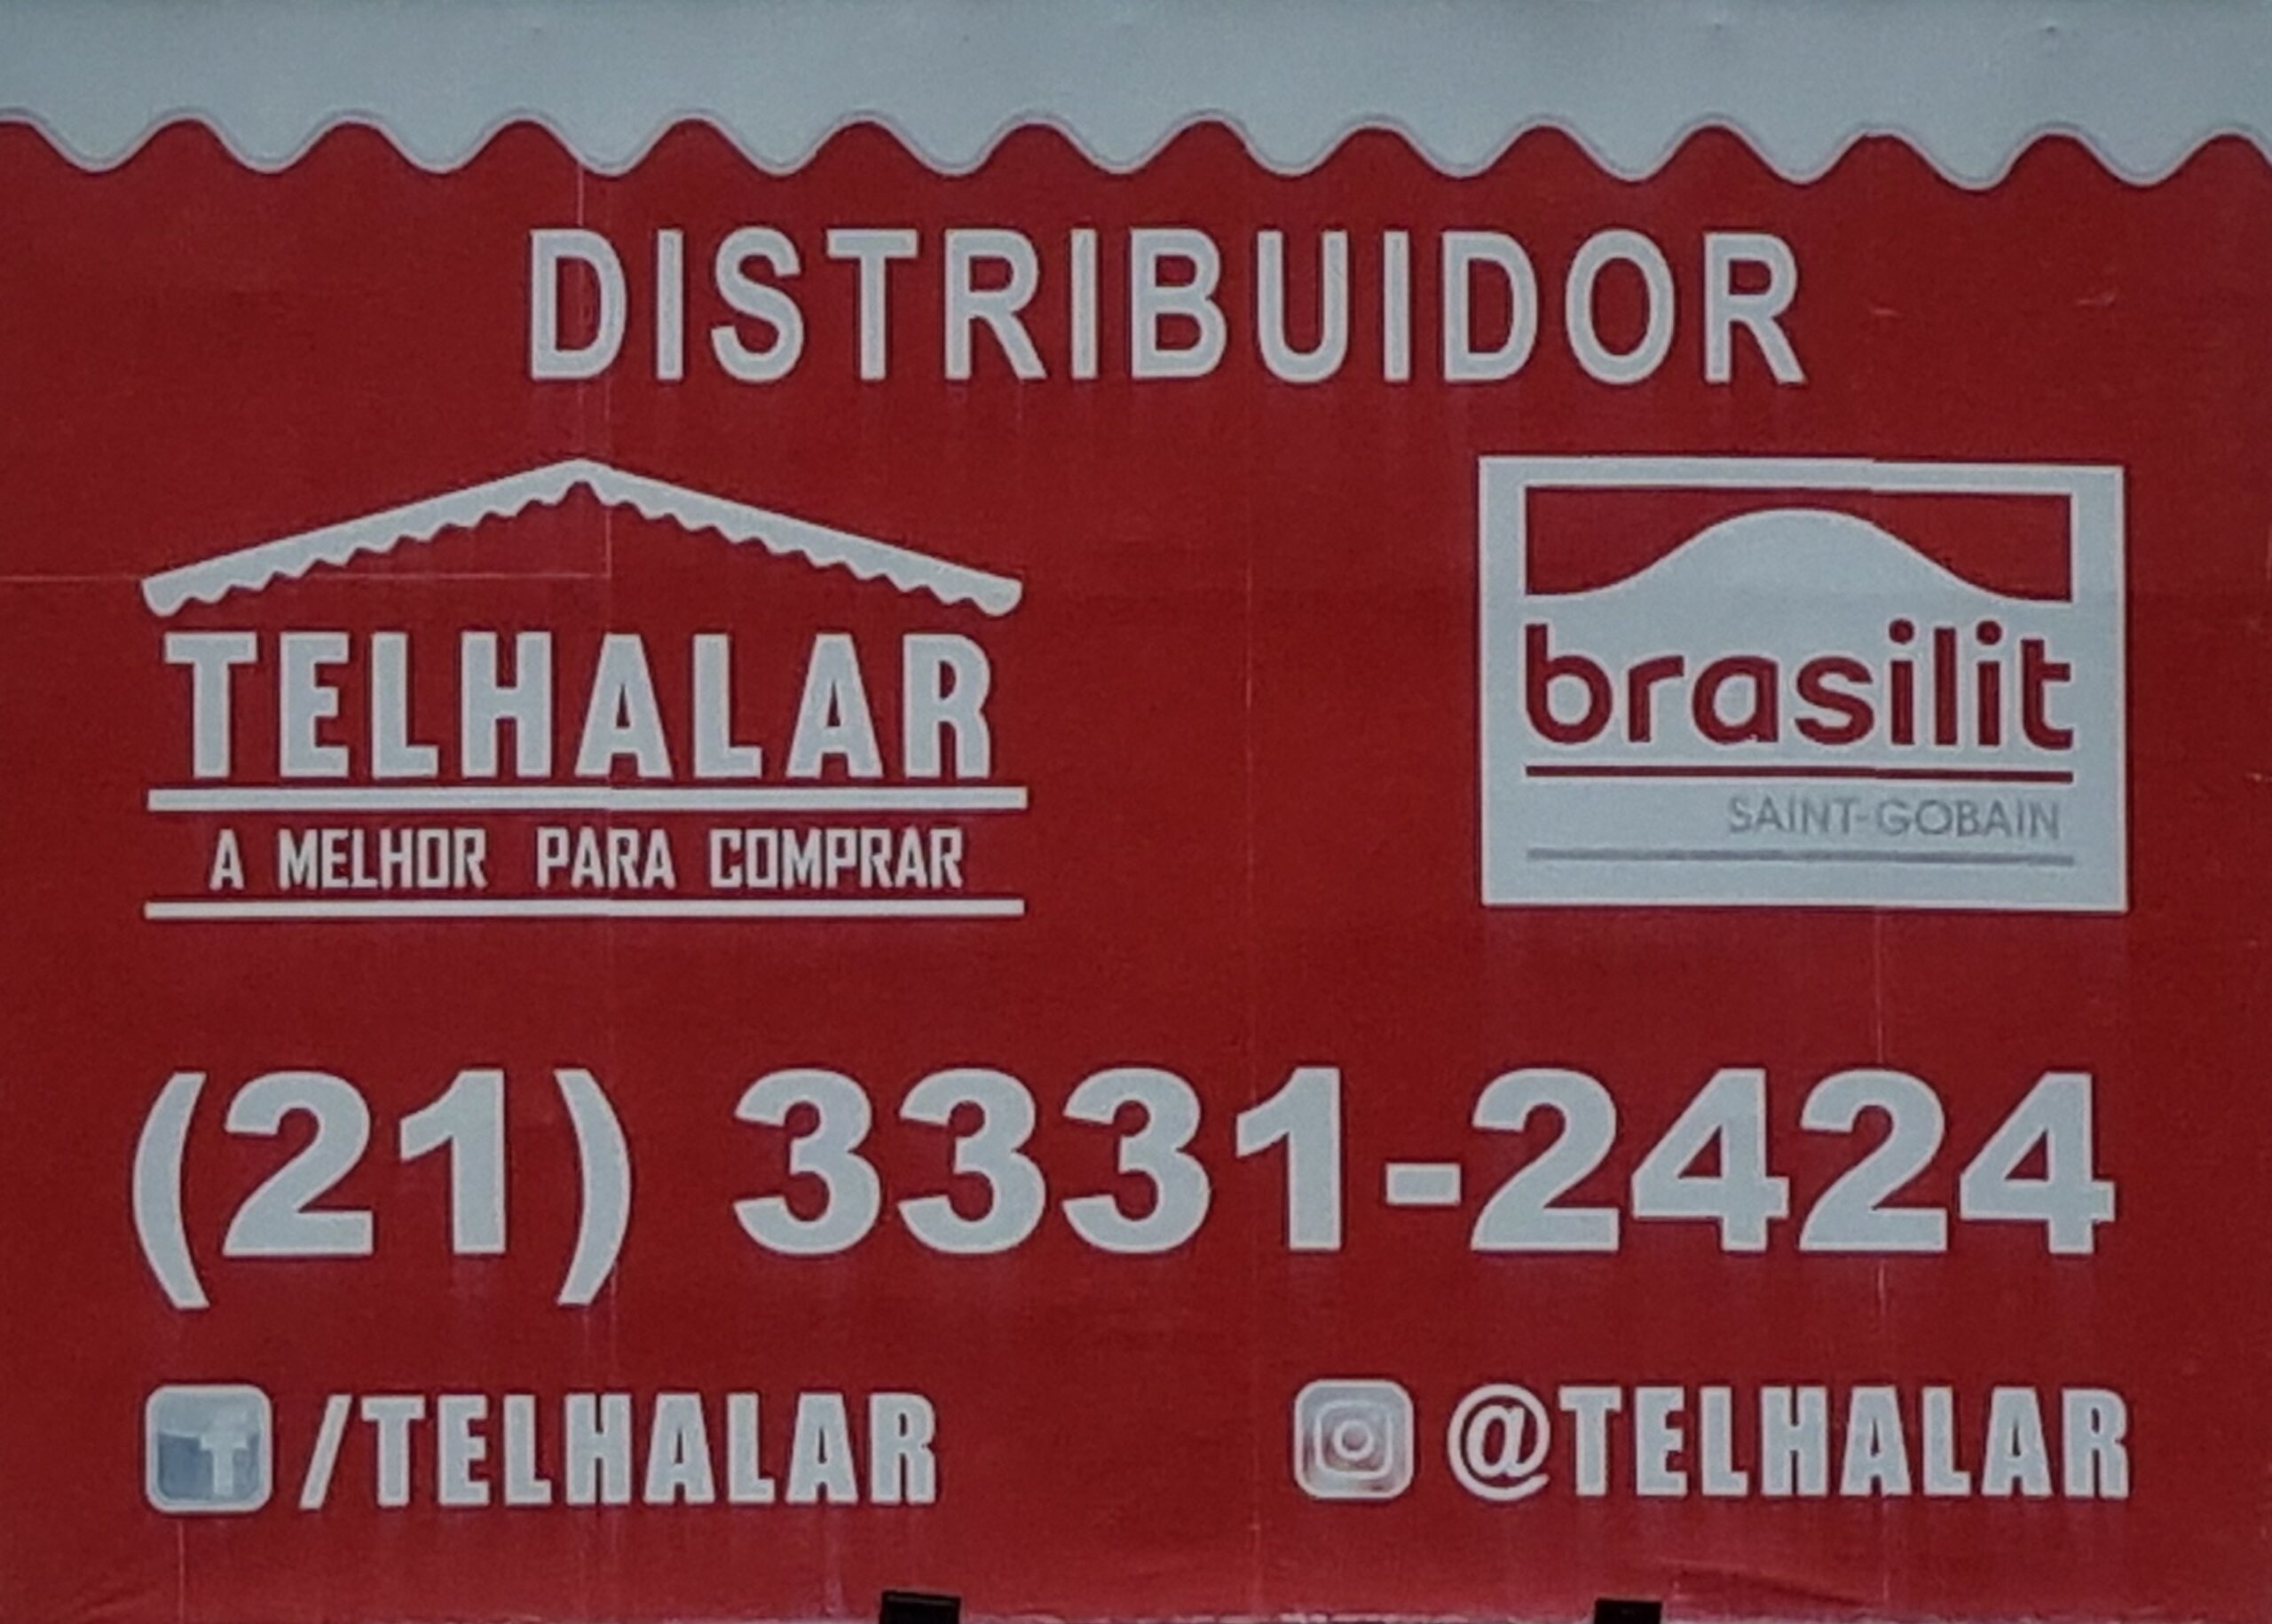 DISTRIBUIDOR
TELHALAR
A MELHOR PARA COMPRAR
brasilit
SAINT-GOBAIN
(21) 3331-2424
f /TELHALAR
@TELHALAR